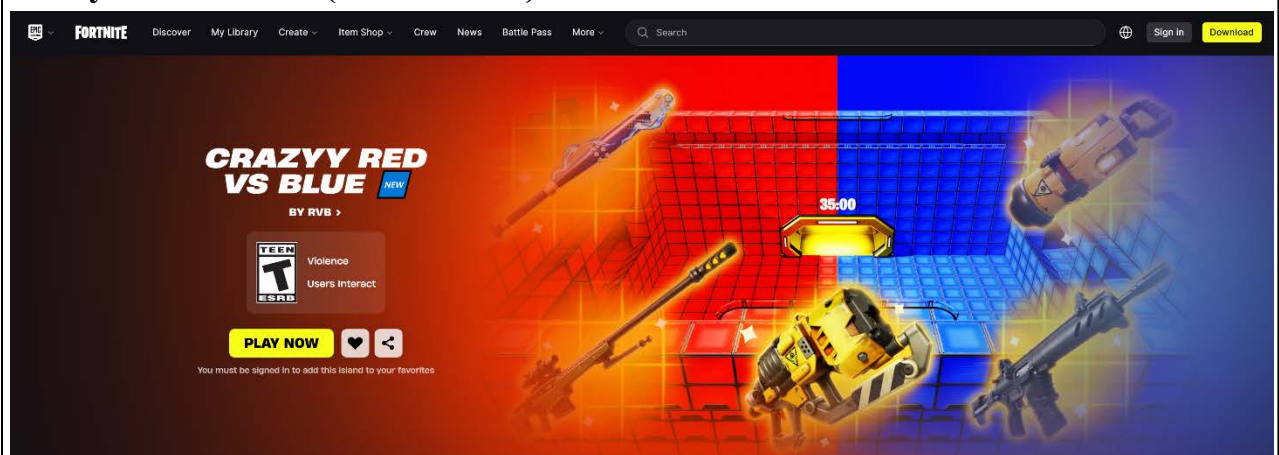 EPIC
FORTNITE
Discover
My Library
Create
Item Shop
Crew
News
Battle Pass
More
Search
Sign in
Download
CRAZYY RED
VS BLUE NEW
BY RVB >
TEEN
T
ESRB
Violence
Users Interact
PLAY NOW
You must be signed in to add this island to your favorites
35:00